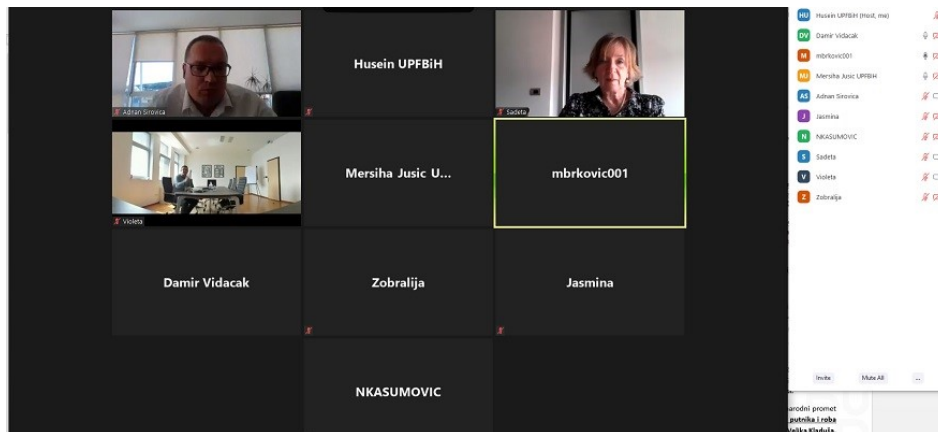 Adnan Sirovica
Husein UPFBiH
Sadeta
Violeta
Mersiha Jusic U...
mbrkovic001
Damir Vidacak
Zobralija
Jasmina
NKASUMOVIC
HU Husein UPFBiH (Host, me)
DV Damir Vidacak
M mbrkovic001
MJ Mersiha Jusic UPFBIH
AS Adnan Sirovica
J Jasmina
N NKASUMOVIC
S Sadeta
V Violeta
Z Zobralija
Invite Mute All ...
arodni promet
putnika i roba
Velika Kladuša,